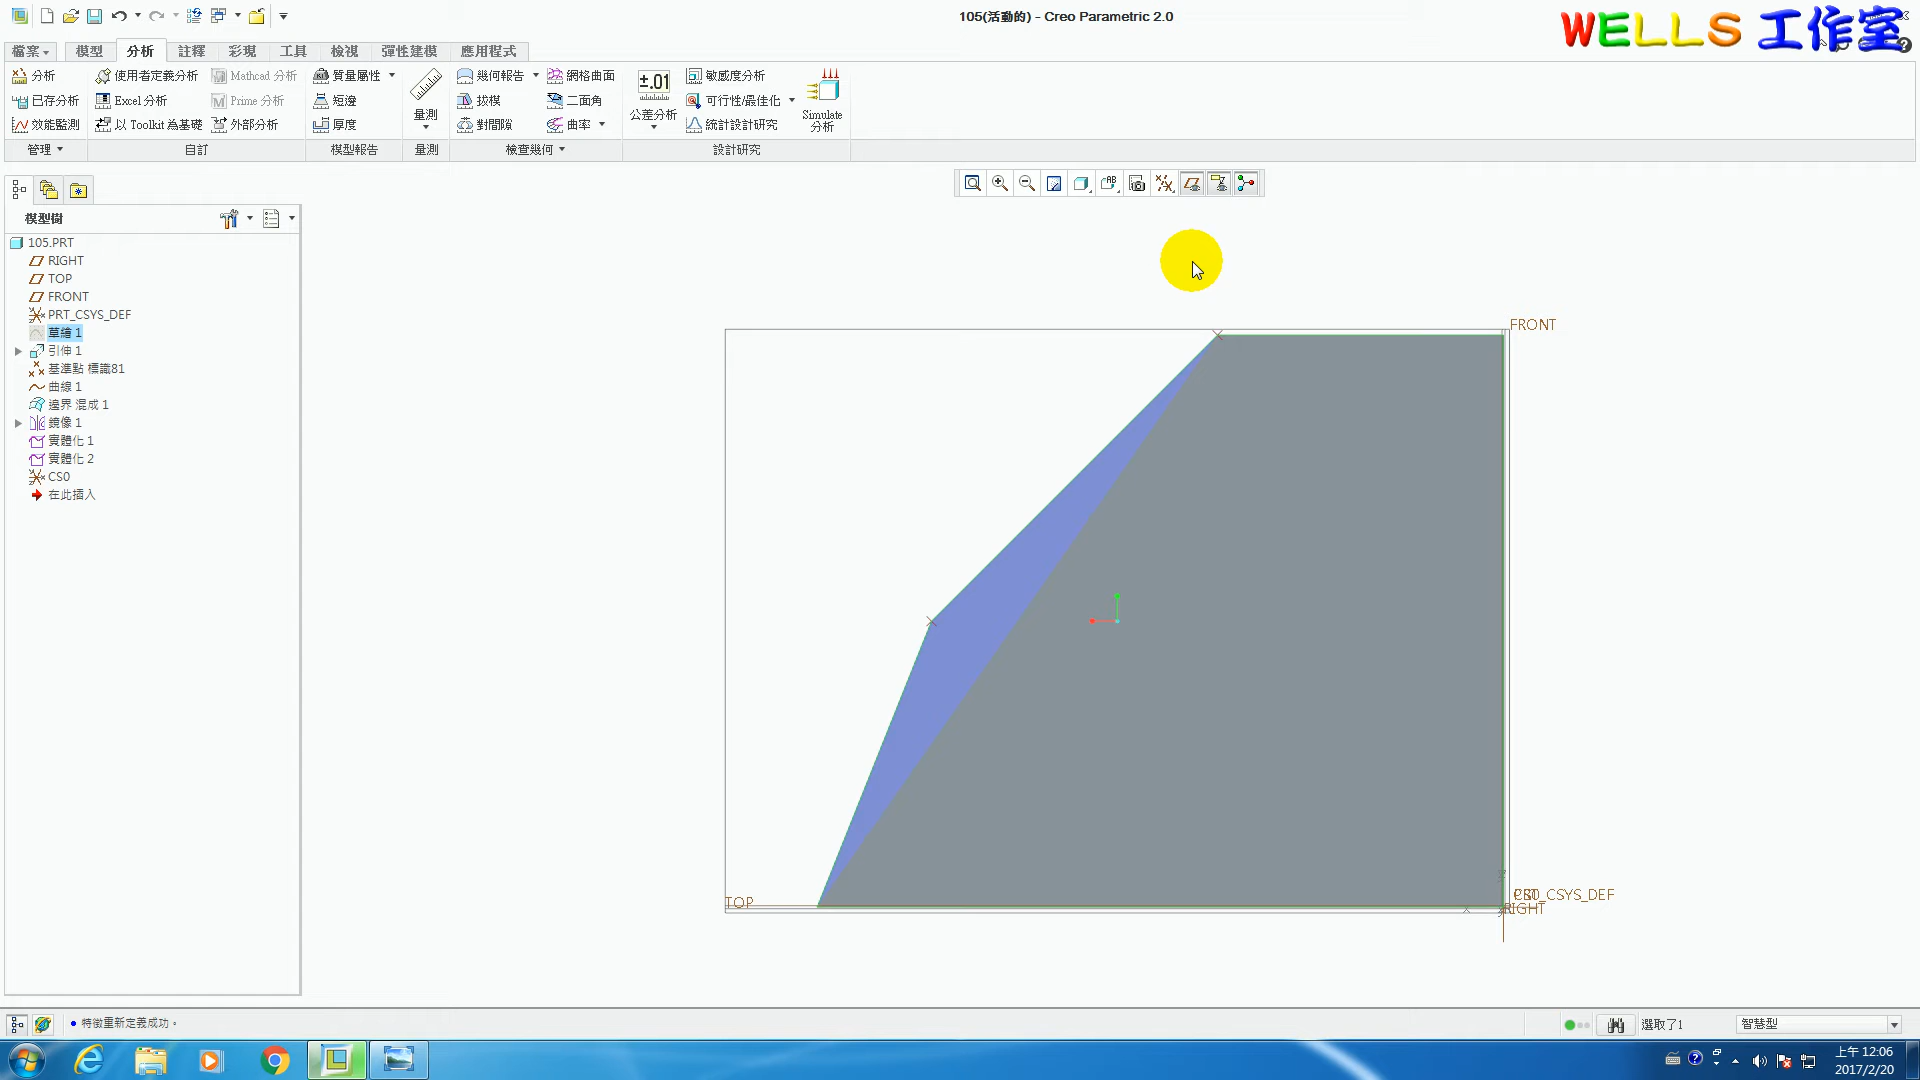 105(活動的) - Creo Parametric 2.0
WELLS 工作室
檔案 模型 分析 註釋 彩現 工具 檢視 彈性建模 應用程式
分析 使用者定義分析 Mathcad 分析 質量屬性 幾何報告 網格曲面 敏感度分析
已存分析 Excel 分析 Prime 分析 短邊 拔模 二面角 可行性/最佳化
效能監測 以 Toolkit 為基礎 外部分析 厚度 對間隙 曲率 統計設計研究
量測 ±.01 公差分析 Simulate 分析
管理 自訂 模型報告 量測 檢查幾何 設計研究
模型樹
105.PRT
RIGHT
TOP
FRONT
PRT_CSYS_DEF
草繪 1
引伸 1
基準點 標識81
曲線 1
邊界 混成 1
鏡像 1
實體化 1
實體化 2
CS0
在此插入
FRONT
TOP
CSYS_DEF
RIGHT
特徵重新定義成功。
選取了1
智慧型
上午 12:06
2017/2/20